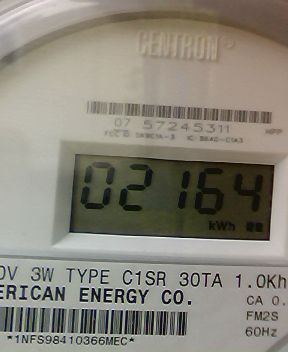 CENTRON®
07 57245311
HPP
02164
kWh
0V 3W TYPE C1SR 30TA 1.0Kh
ERICAN ENERGY CO.
CA 0.
FM2S
60Hz
*1NFS98410366MEC*